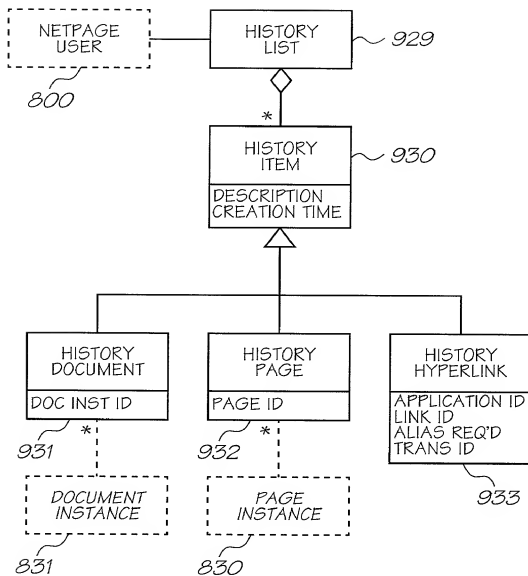 NETPAGE
USER
800
HISTORY
LIST
929
*
HISTORY
ITEM
930
DESCRIPTION
CREATION TIME
HISTORY
DOCUMENT
DOC INST ID
931
*
DOCUMENT
INSTANCE
831
HISTORY
PAGE
PAGE ID
932
*
PAGE
INSTANCE
830
HISTORY
HYPERLINK
APPLICATION ID
LINK ID
ALIAS REQ'D
TRANS ID
933